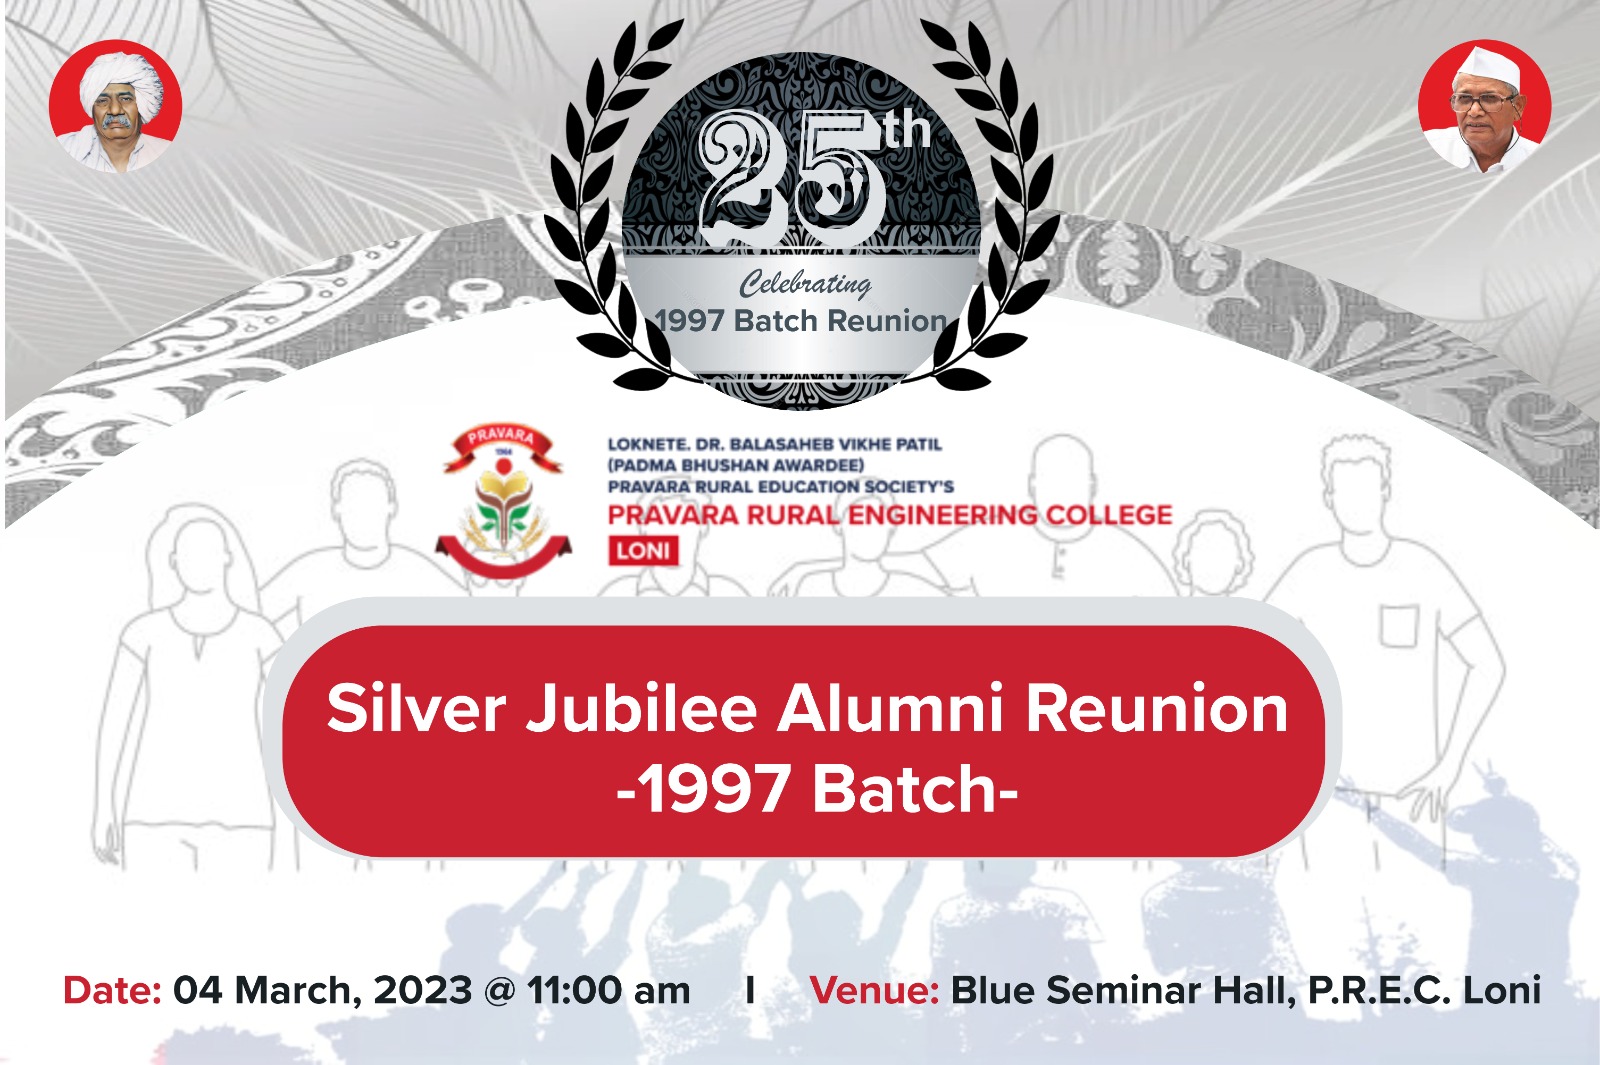 25th
Celebrating
1997 Batch Reunion
PRAVARA
1964
LOKNETE. DR. BALASAHEB VIKHE PATIL
(PADMA BHUSHAN AWARDEE)
PRAVARA RURAL EDUCATION SOCIETY'S
PRAVARA RURAL ENGINEERING COLLEGE
LONI
Silver Jubilee Alumni Reunion
-1997 Batch-
Date: 04 March, 2023 @ 11:00 am | Venue: Blue Seminar Hall, P.R.E.C. Loni